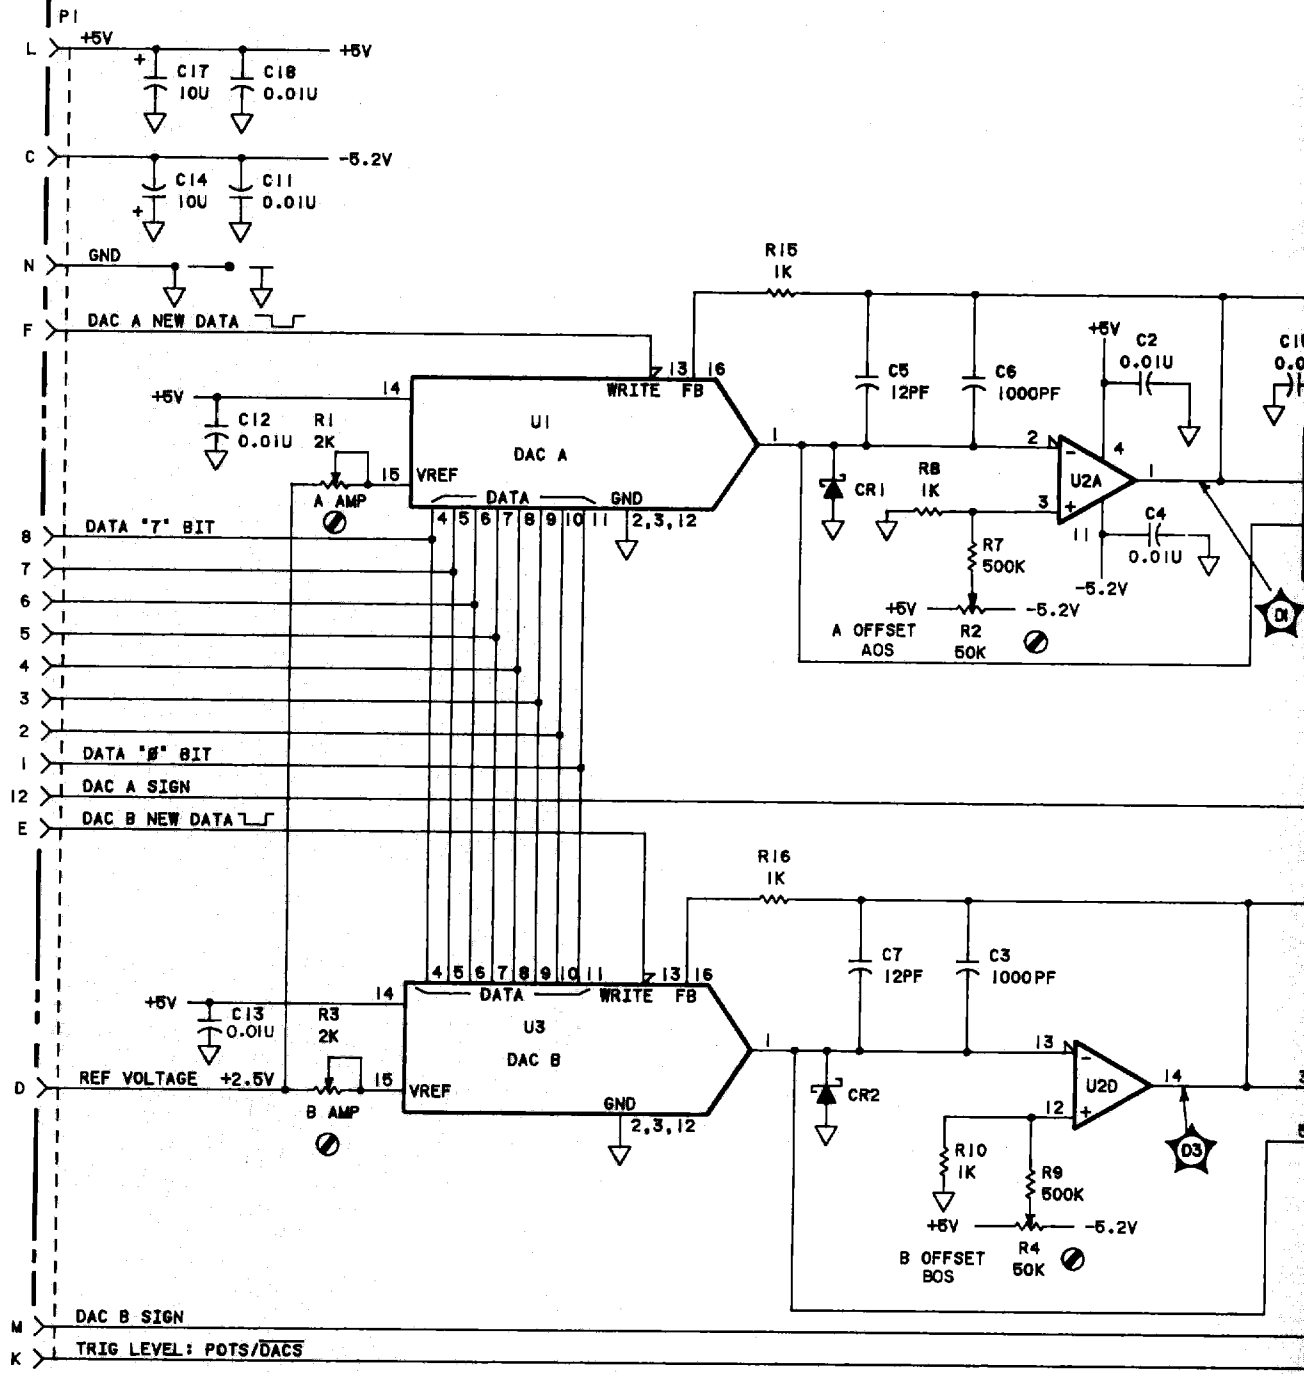 P1
L +5V +5V
+ C17 10U C18 0.01U
C -5.2V
C14 10U + C11 0.01U
N GND
F DAC A NEW DATA
R15 1K
+5V C2 0.01U
WRITE 13 FB 16
C5 12PF C6 1000PF
+5V 14
C12 0.01U R1 2K
U1
DAC A
1
2 - 4 U2A 1
15 VREF
A AMP
DATA
GND
4 5 6 7 8 9 10 11 2,3,12
CR1
R8 1K 3 +
11 C4 0.01U
-5.2V
R7 500K
+5V -5.2V
A OFFSET AOS
R2 50K
D1
8 DATA "7" BIT
7
6
5
4
3
2
1 DATA "Ø" BIT
12 DAC A SIGN
E DAC B NEW DATA
R16 1K
C7 12PF C3 1000PF
4 5 6 7 8 9 10 11 13 16
DATA WRITE FB
+5V 14
C13 0.01U R3 2K
U3
DAC B
1
13 - U2D 14
D REF VOLTAGE +2.5V 15 VREF
B AMP
GND
2,3,12
CR2
12 +
R10 1K
R9 500K
D3
+5V -5.2V
B OFFSET BOS
R4 50K
M DAC B SIGN
K TRIG LEVEL: POTS/DACS